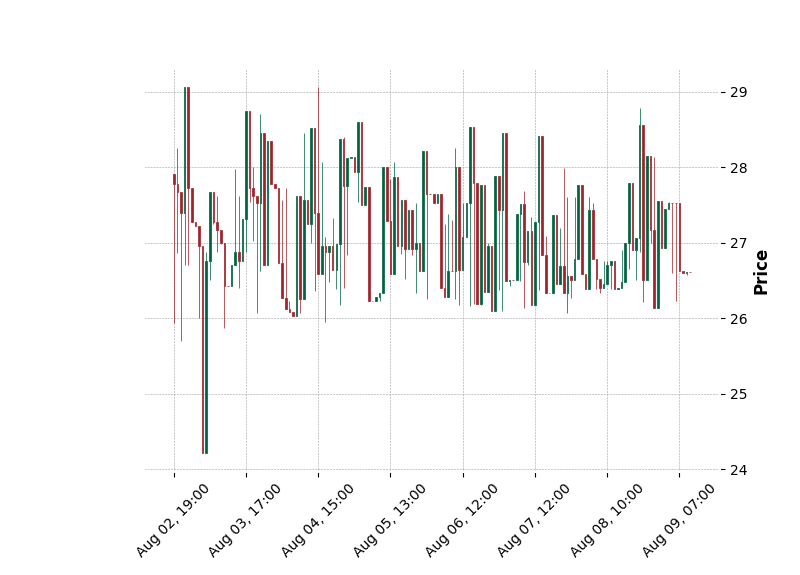 29
28
27
26
25
24
Price
Aug 02, 19:00
Aug 03, 17:00
Aug 04, 15:00
Aug 05, 13:00
Aug 06, 12:00
Aug 07, 12:00
Aug 08, 10:00
Aug 09, 07:00